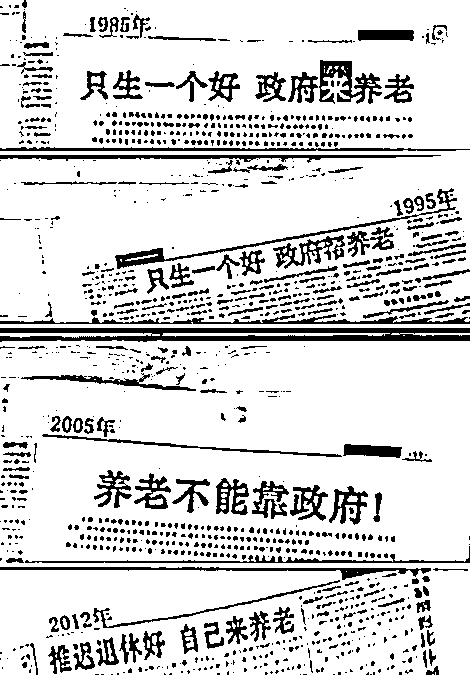 1985年
只生一个好 政府来养老
1995年
只生一个好 政府帮养老
2005年
养老不能靠政府!
2012年
推迟退休好 自己来养老